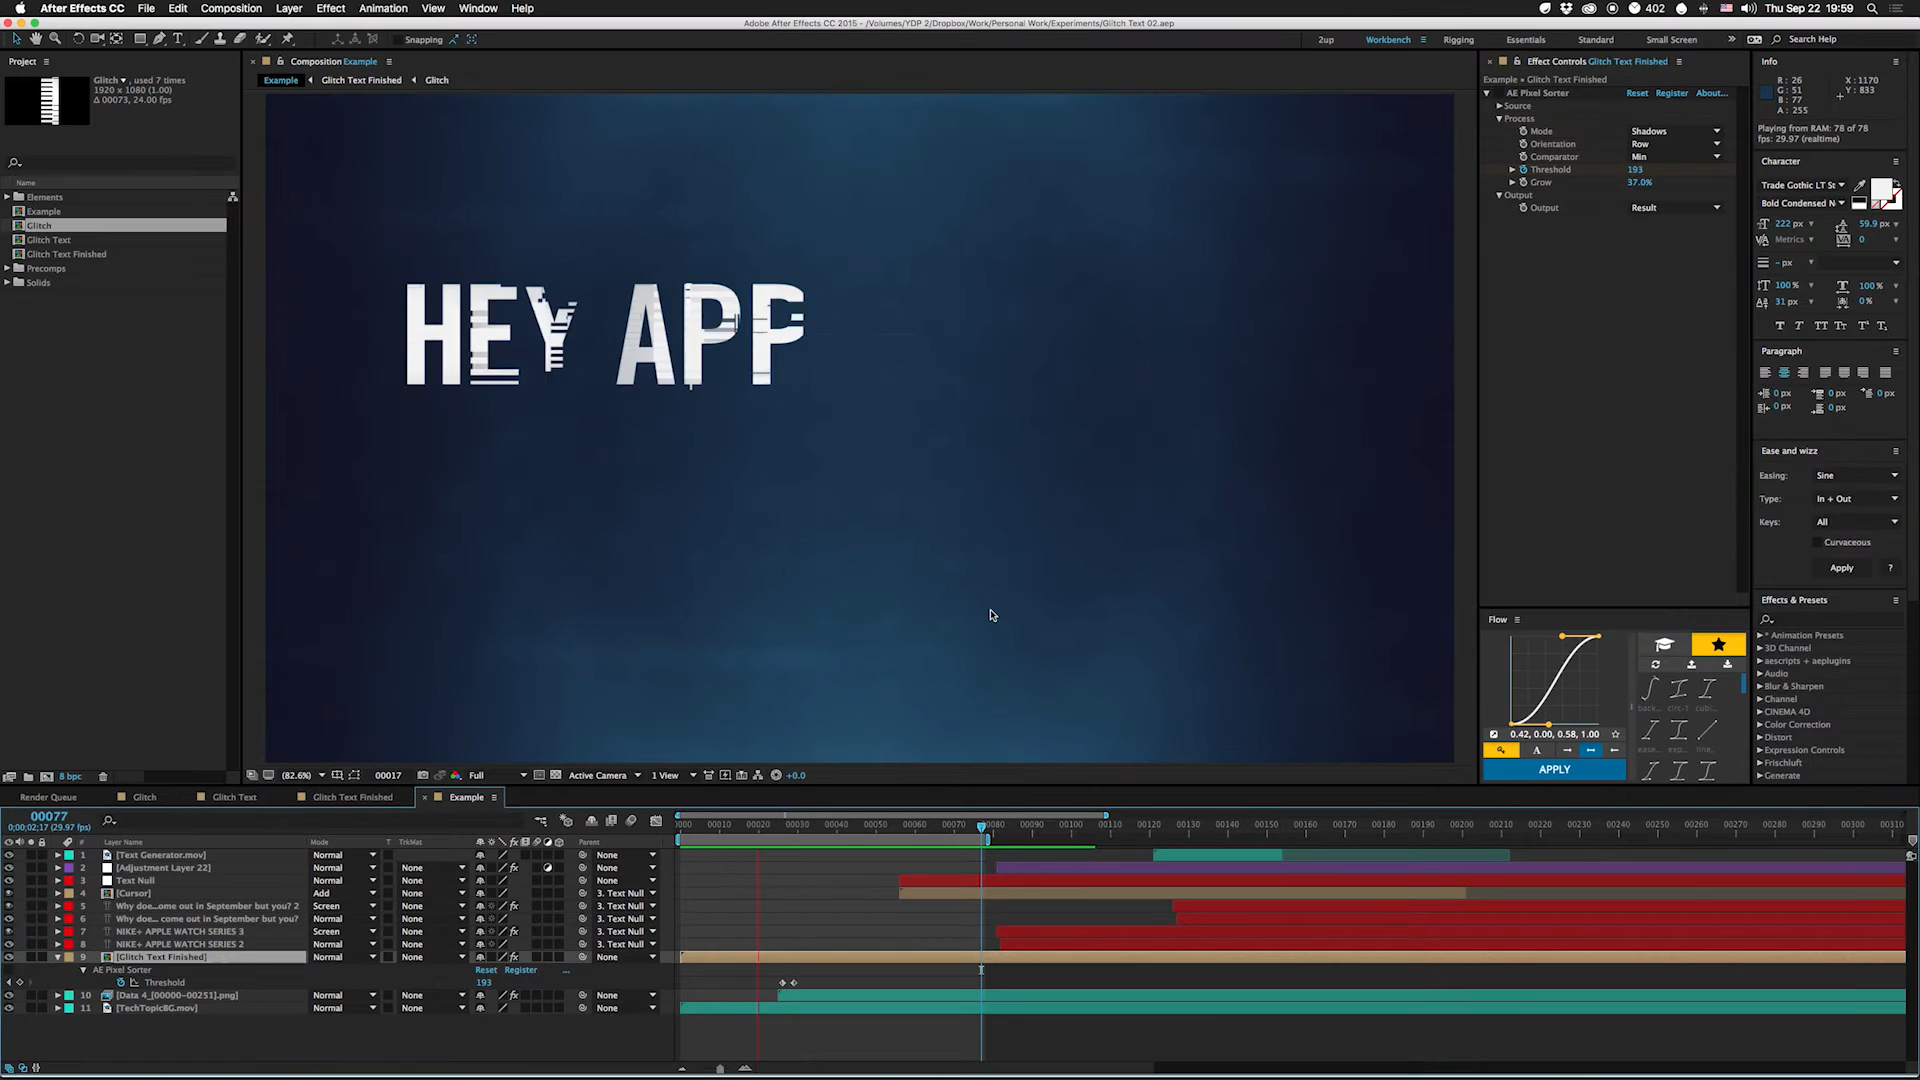 After Effects CC File Edit Composition Layer Effect Animation View Window Help 402 Thu Sep 22 19:59
Adobe After Effects CC 2015 - /Volumes/YDP 2/Dropbox/Work/Personal Work/Experiments/Glitch Text 02.aep
Snapping 2up Workbench Rigging Essentials Standard Small Screen Search Help
Project
Glitch , used 7 times
1920 x 1080 (1.00)
Δ 00073, 24.00 fps
Name
Elements
Example
Glitch
Glitch Text
Glitch Text Finished
Precomps
Solids
8 bpc
Composition Example
Example Glitch Text Finished Glitch
HEY APP
(82.6%) 00017 Full Active Camera 1 View +0.0
Effect Controls Glitch Text Finished
Example • Glitch Text Finished
AE Pixel Sorter Reset Register About...
Source
Process
Mode Shadows
Orientation Row
Comparator Min
Threshold 193
Grow 37.0%
Output
Output Result
Flow
0.42, 0.00, 0.58, 1.00
A
APPLY
back... circ-I cubi...
ease... exp... line...
Info
R : 26 X : 1170
G : 51 Y : 833
B : 77
A : 255
Playing from RAM: 78 of 78
fps: 29.97 (realtime)
Character
Trade Gothic LT St
Bold Condensed N
222 px 59.9 px
Metrics 0
- px
100 % 100 %
31 px 0 %
Paragraph
0 px 0 px 0 px
0 px 0 px
Ease and wizz
Easing: Sine
Type: In + Out
Keys: All
Curvaceous
Apply ?
Effects & Presets
* Animation Presets
3D Channel
aescripts + aeplugins
Audio
Blur & Sharpen
Channel
CINEMA 4D
Color Correction
Distort
Expression Controls
Frischluft
Generate
Render Queue Glitch Glitch Text Glitch Text Finished Example
00077
0;00;02;17 (29.97 fps)
# Layer Name Mode T TrkMat Parent
0000 00010 00020 00030 00040 00050 00060 00070 00080 00090 00100 00110 00120 00130 00140 00150 00160 00170 00180 00190 00200 00210 00220 00230 00240 00250 00260 00270 00280 00290 00300 00310
1 [Text Generator.mov] Normal None
2 [Adjustment Layer 22] Normal None None
3 Text Null Normal None None
4 [Cursor] Add None 3. Text Null
5 Why doe...ome out in September but you? 2 Screen None 3. Text Null
6 Why doe... come out in September but you? Normal None 3. Text Null
7 NIKE+ APPLE WATCH SERIES 3 Screen None 3. Text Null
8 NIKE+ APPLE WATCH SERIES 2 Normal None 3. Text Null
9 [Glitch Text Finished] Normal None None
AE Pixel Sorter Reset Register ...
Threshold 193
10 [Data 4_[00000-00251].png] Normal None None
11 [TechTopicBG.mov] Normal None None